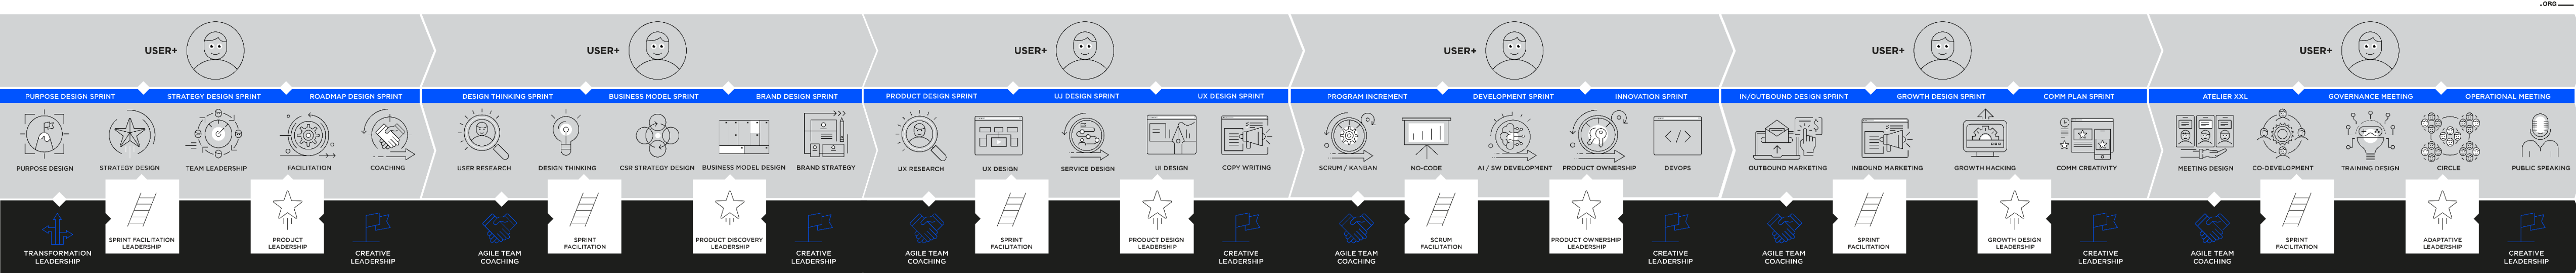 .ORG
USER+
USER+
USER+
USER+
USER+
USER+
PURPOSE DESIGN SPRINT
STRATEGY DESIGN SPRINT
ROADMAP DESIGN SPRINT
DESIGN THINKING SPRINT
BUSINESS MODEL SPRINT
BRAND DESIGN SPRINT
PRODUCT DESIGN SPRINT
UJ DESIGN SPRINT
UX DESIGN SPRINT
PROGRAM INCREMENT
DEVELOPMENT SPRINT
INNOVATION SPRINT
IN/OUTBOUND DESIGN SPRINT
GROWTH DESIGN SPRINT
COMM PLAN SPRINT
ATELIER XXL
GOVERNANCE MEETING
OPERATIONAL MEETING
PURPOSE DESIGN
STRATEGY DESIGN
TEAM LEADERSHIP
FACILITATION
COACHING
USER RESEARCH
DESIGN THINKING
CSR STRATEGY DESIGN
BUSINESS MODEL DESIGN
BRAND STRATEGY
UX RESEARCH
UX DESIGN
SERVICE DESIGN
UI DESIGN
COPY WRITING
SCRUM / KANBAN
NO-CODE
AI / SW DEVELOPMENT
PRODUCT OWNERSHIP
DEVOPS
OUTBOUND MARKETING
INBOUND MARKETING
GROWTH HACKING
COMM CREATIVITY
MEETING DESIGN
CO-DEVELOPMENT
TRAINING DESIGN
CIRCLE
PUBLIC SPEAKING
TRANSFORMATION
LEADERSHIP
SPRINT FACILITATION
LEADERSHIP
PRODUCT
LEADERSHIP
CREATIVE
LEADERSHIP
AGILE TEAM
COACHING
SPRINT
FACILITATION
PRODUCT DISCOVERY
LEADERSHIP
CREATIVE
LEADERSHIP
AGILE TEAM
COACHING
SPRINT
FACILITATION
PRODUCT DESIGN
LEADERSHIP
CREATIVE
LEADERSHIP
AGILE TEAM
COACHING
SCRUM
FACILITATION
PRODUCT OWNERSHIP
LEADERSHIP
CREATIVE
LEADERSHIP
AGILE TEAM
COACHING
SPRINT
FACILITATION
GROWTH DESIGN
LEADERSHIP
CREATIVE
LEADERSHIP
AGILE TEAM
COACHING
SPRINT
FACILITATION
ADAPTATIVE
LEADERSHIP
CREATIVE
LEADERSHIP